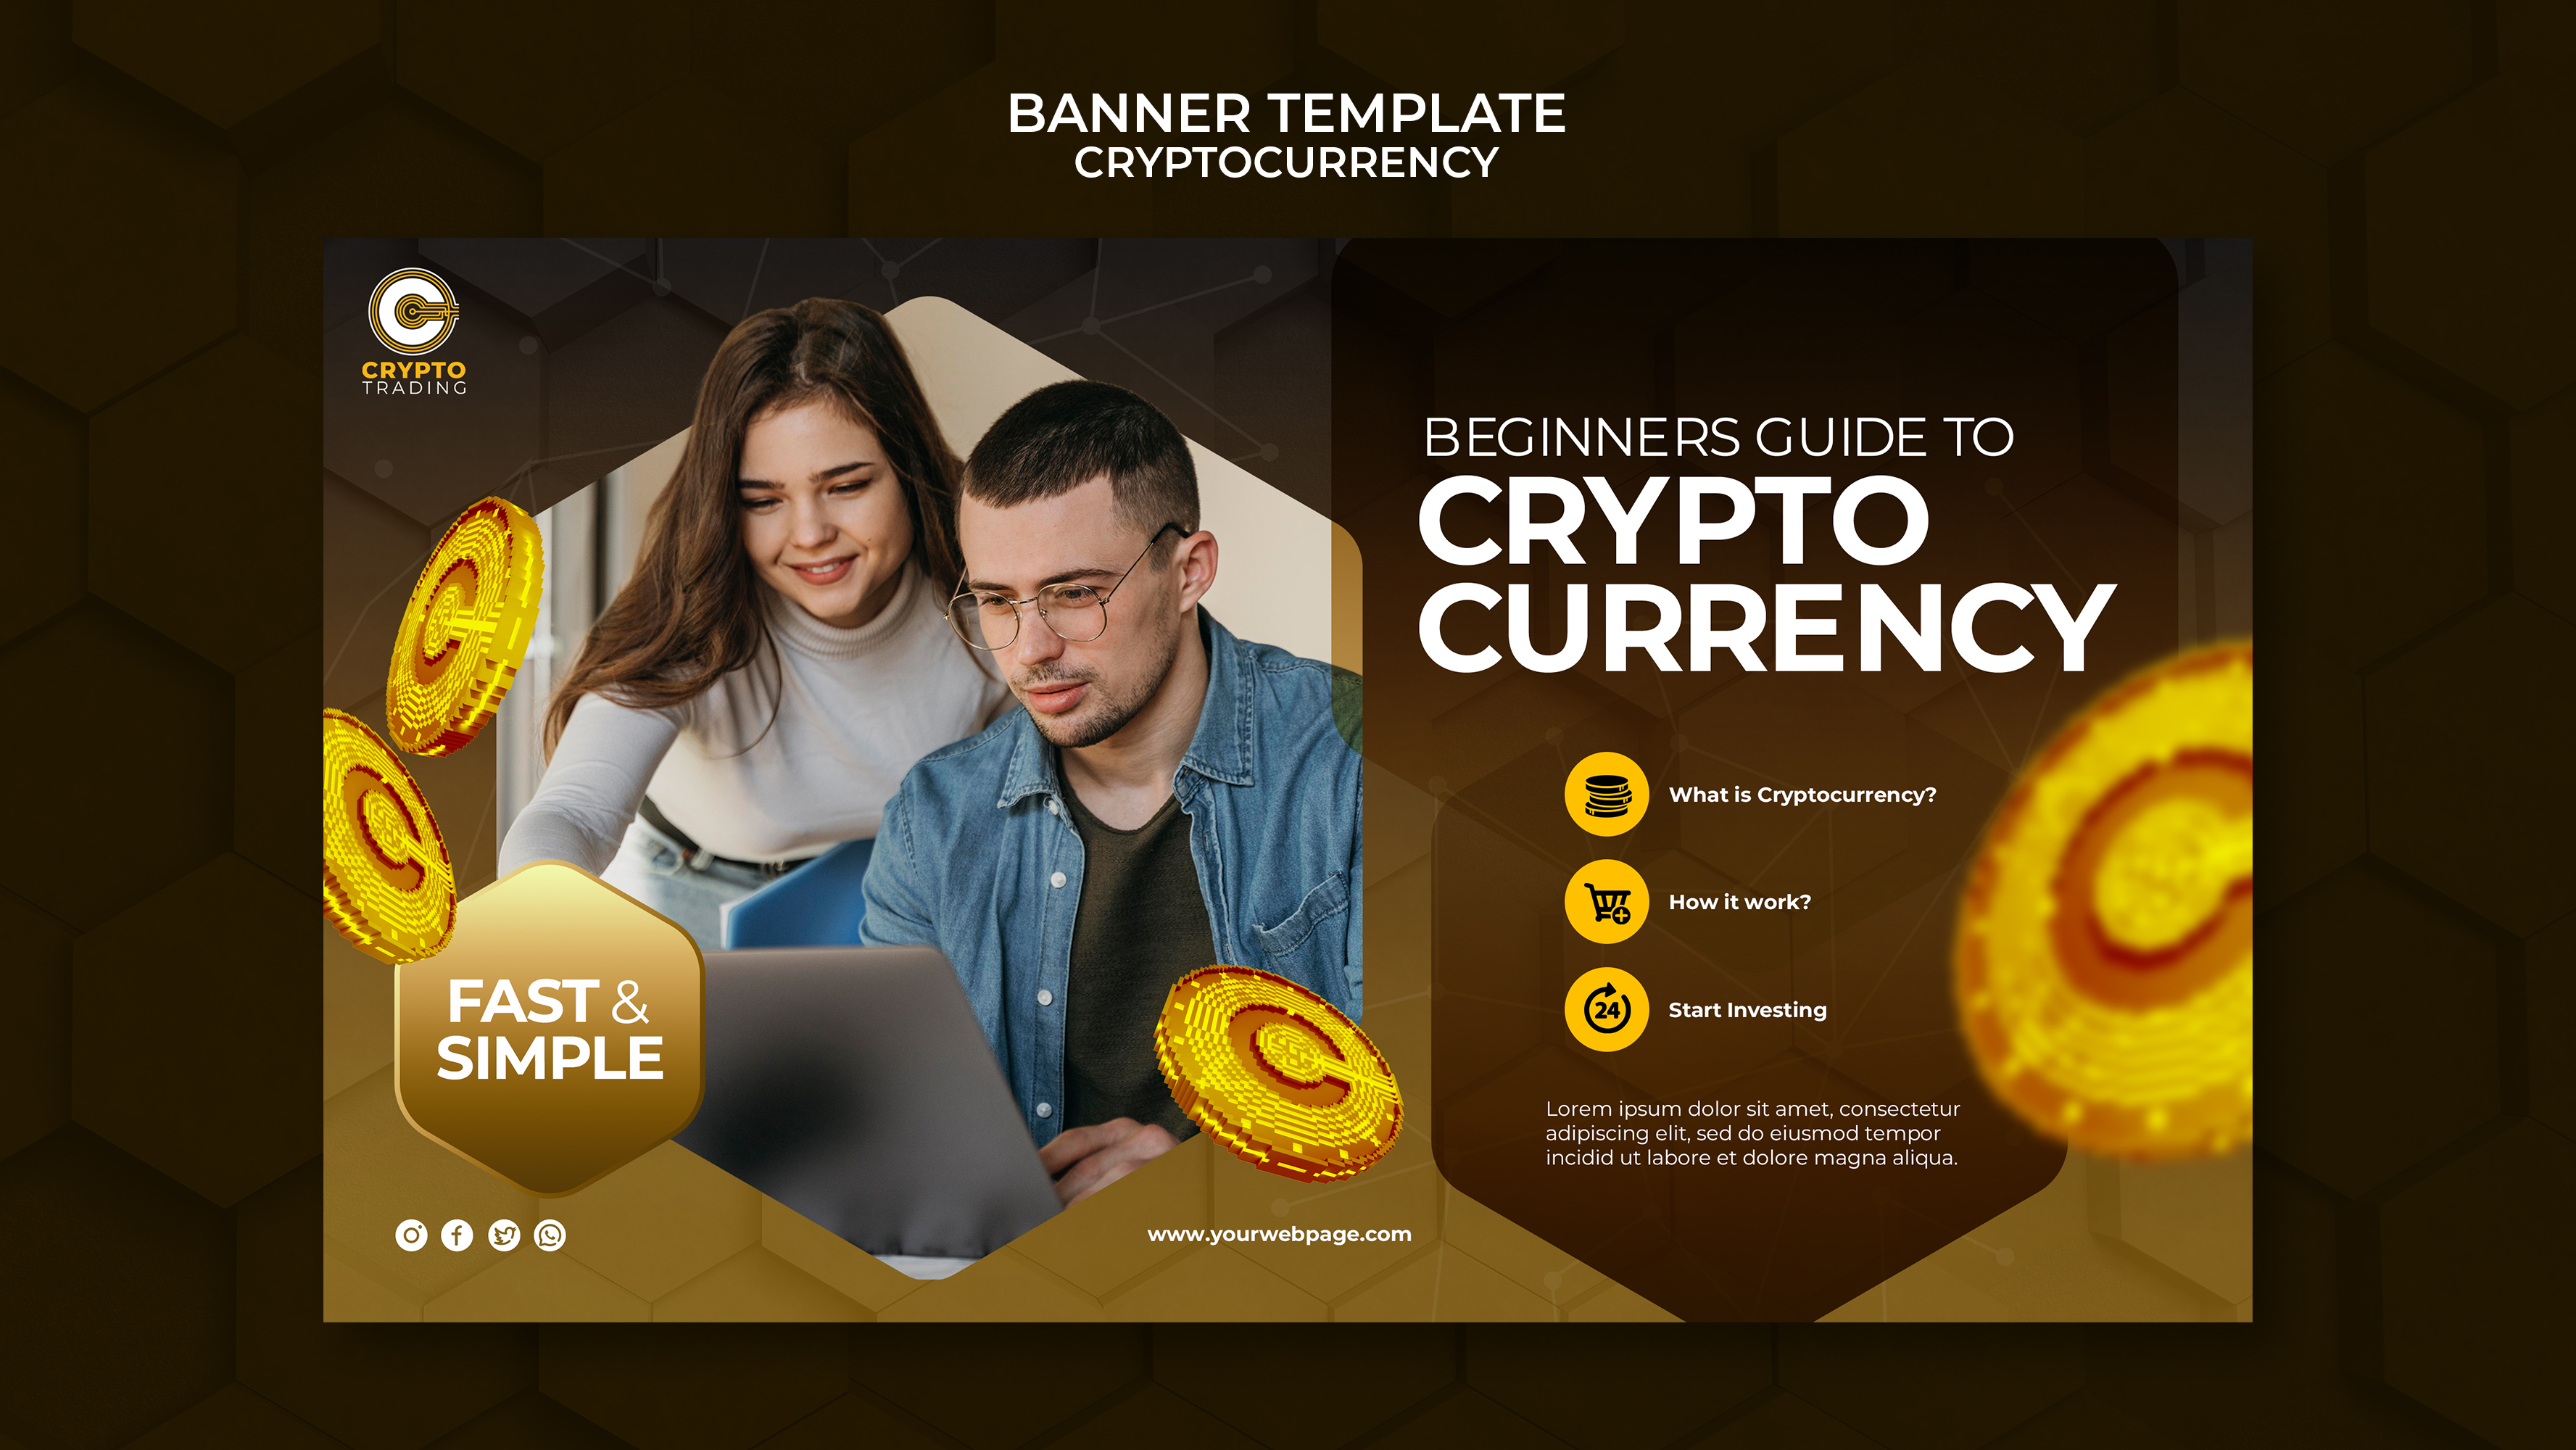 BANNER TEMPLATE
CRYPTOCURRENCY
CRYPTO
TRADING
BEGINNERS GUIDE TO
CRYPTO
CURRENCY
What is Cryptocurrency?
How it work?
24
Start Investing
Lorem ipsum dolor sit amet, consectetur
adipiscing elit, sed do eiusmod tempor
incidid ut labore et dolore magna aliqua.
FAST &
SIMPLE
www.yourwebpage.com